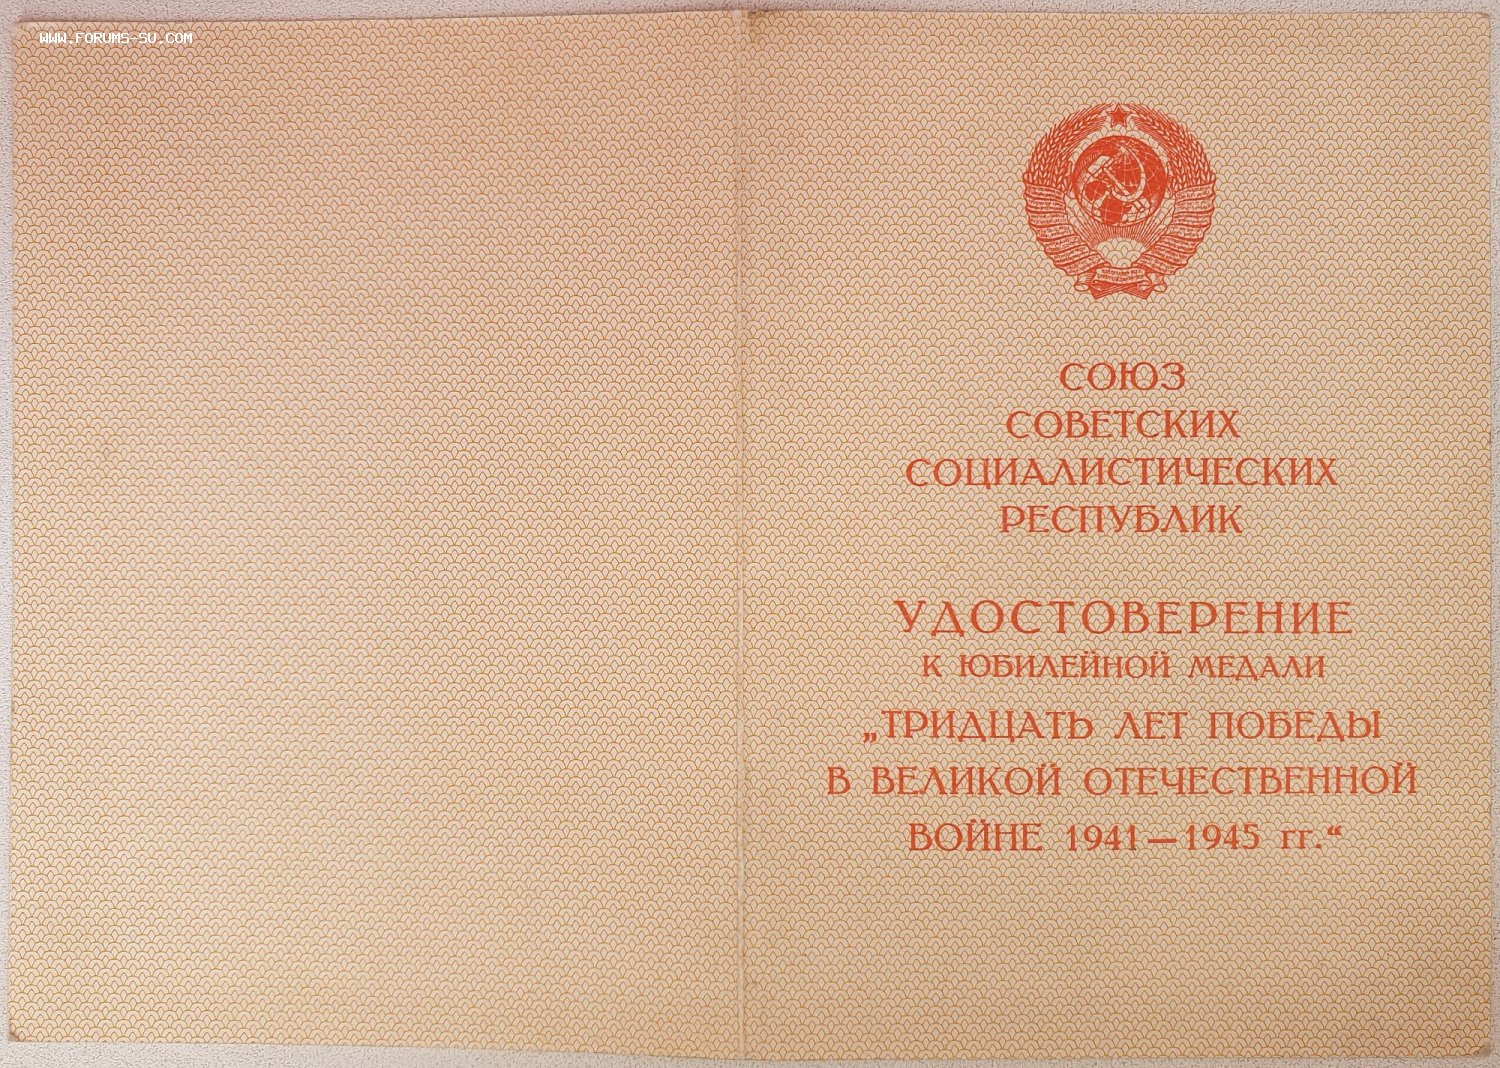 WWW.FORUMS-SU.COM
СОЮЗ
СОВЕТСКИХ
СОЦИАЛИСТИЧЕСКИХ
РЕСПУБЛИК
УДОСТОВЕРЕНИЕ
К ЮБИЛЕЙНОЙ МЕДАЛИ
„ТРИДЦАТЬ ЛЕТ ПОБЕДЫ
В ВЕЛИКОЙ ОТЕЧЕСТВЕННОЙ
ВОЙНЕ 1941—1945 гг.“